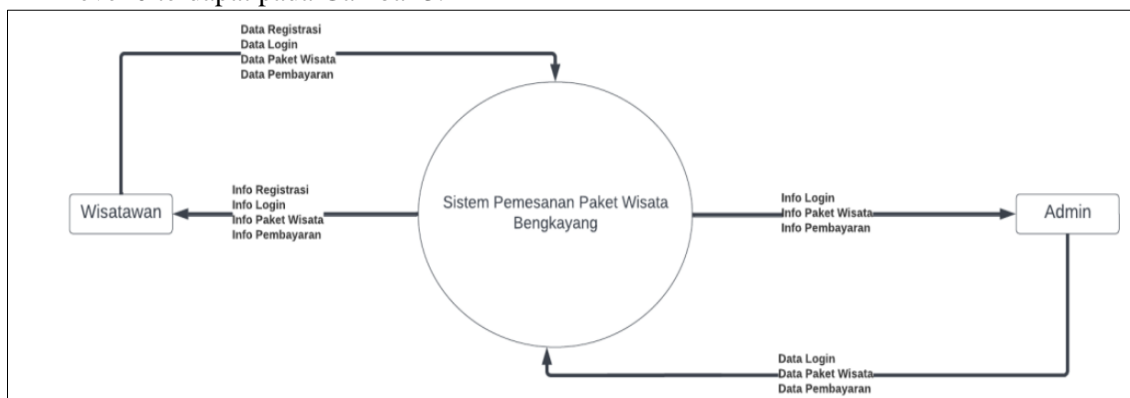 Data Registrasi
Data Login
Data Paket Wisata
Data Pembayaran
Wisatawan
Info Registrasi
Info Login
Info Paket Wisata
Info Pembayaran
Sistem Pemesanan Paket Wisata
Bengkayang
Info Login
Info Paket Wisata
Info Pembayaran
Admin
Data Login
Data Paket Wisata
Data Pembayaran